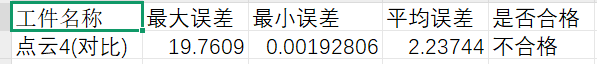 工件名称 最大误差 最小误差 平均误差 是否合格
点云4(对比) 19.7609 0.00192806 2.23744 不合格